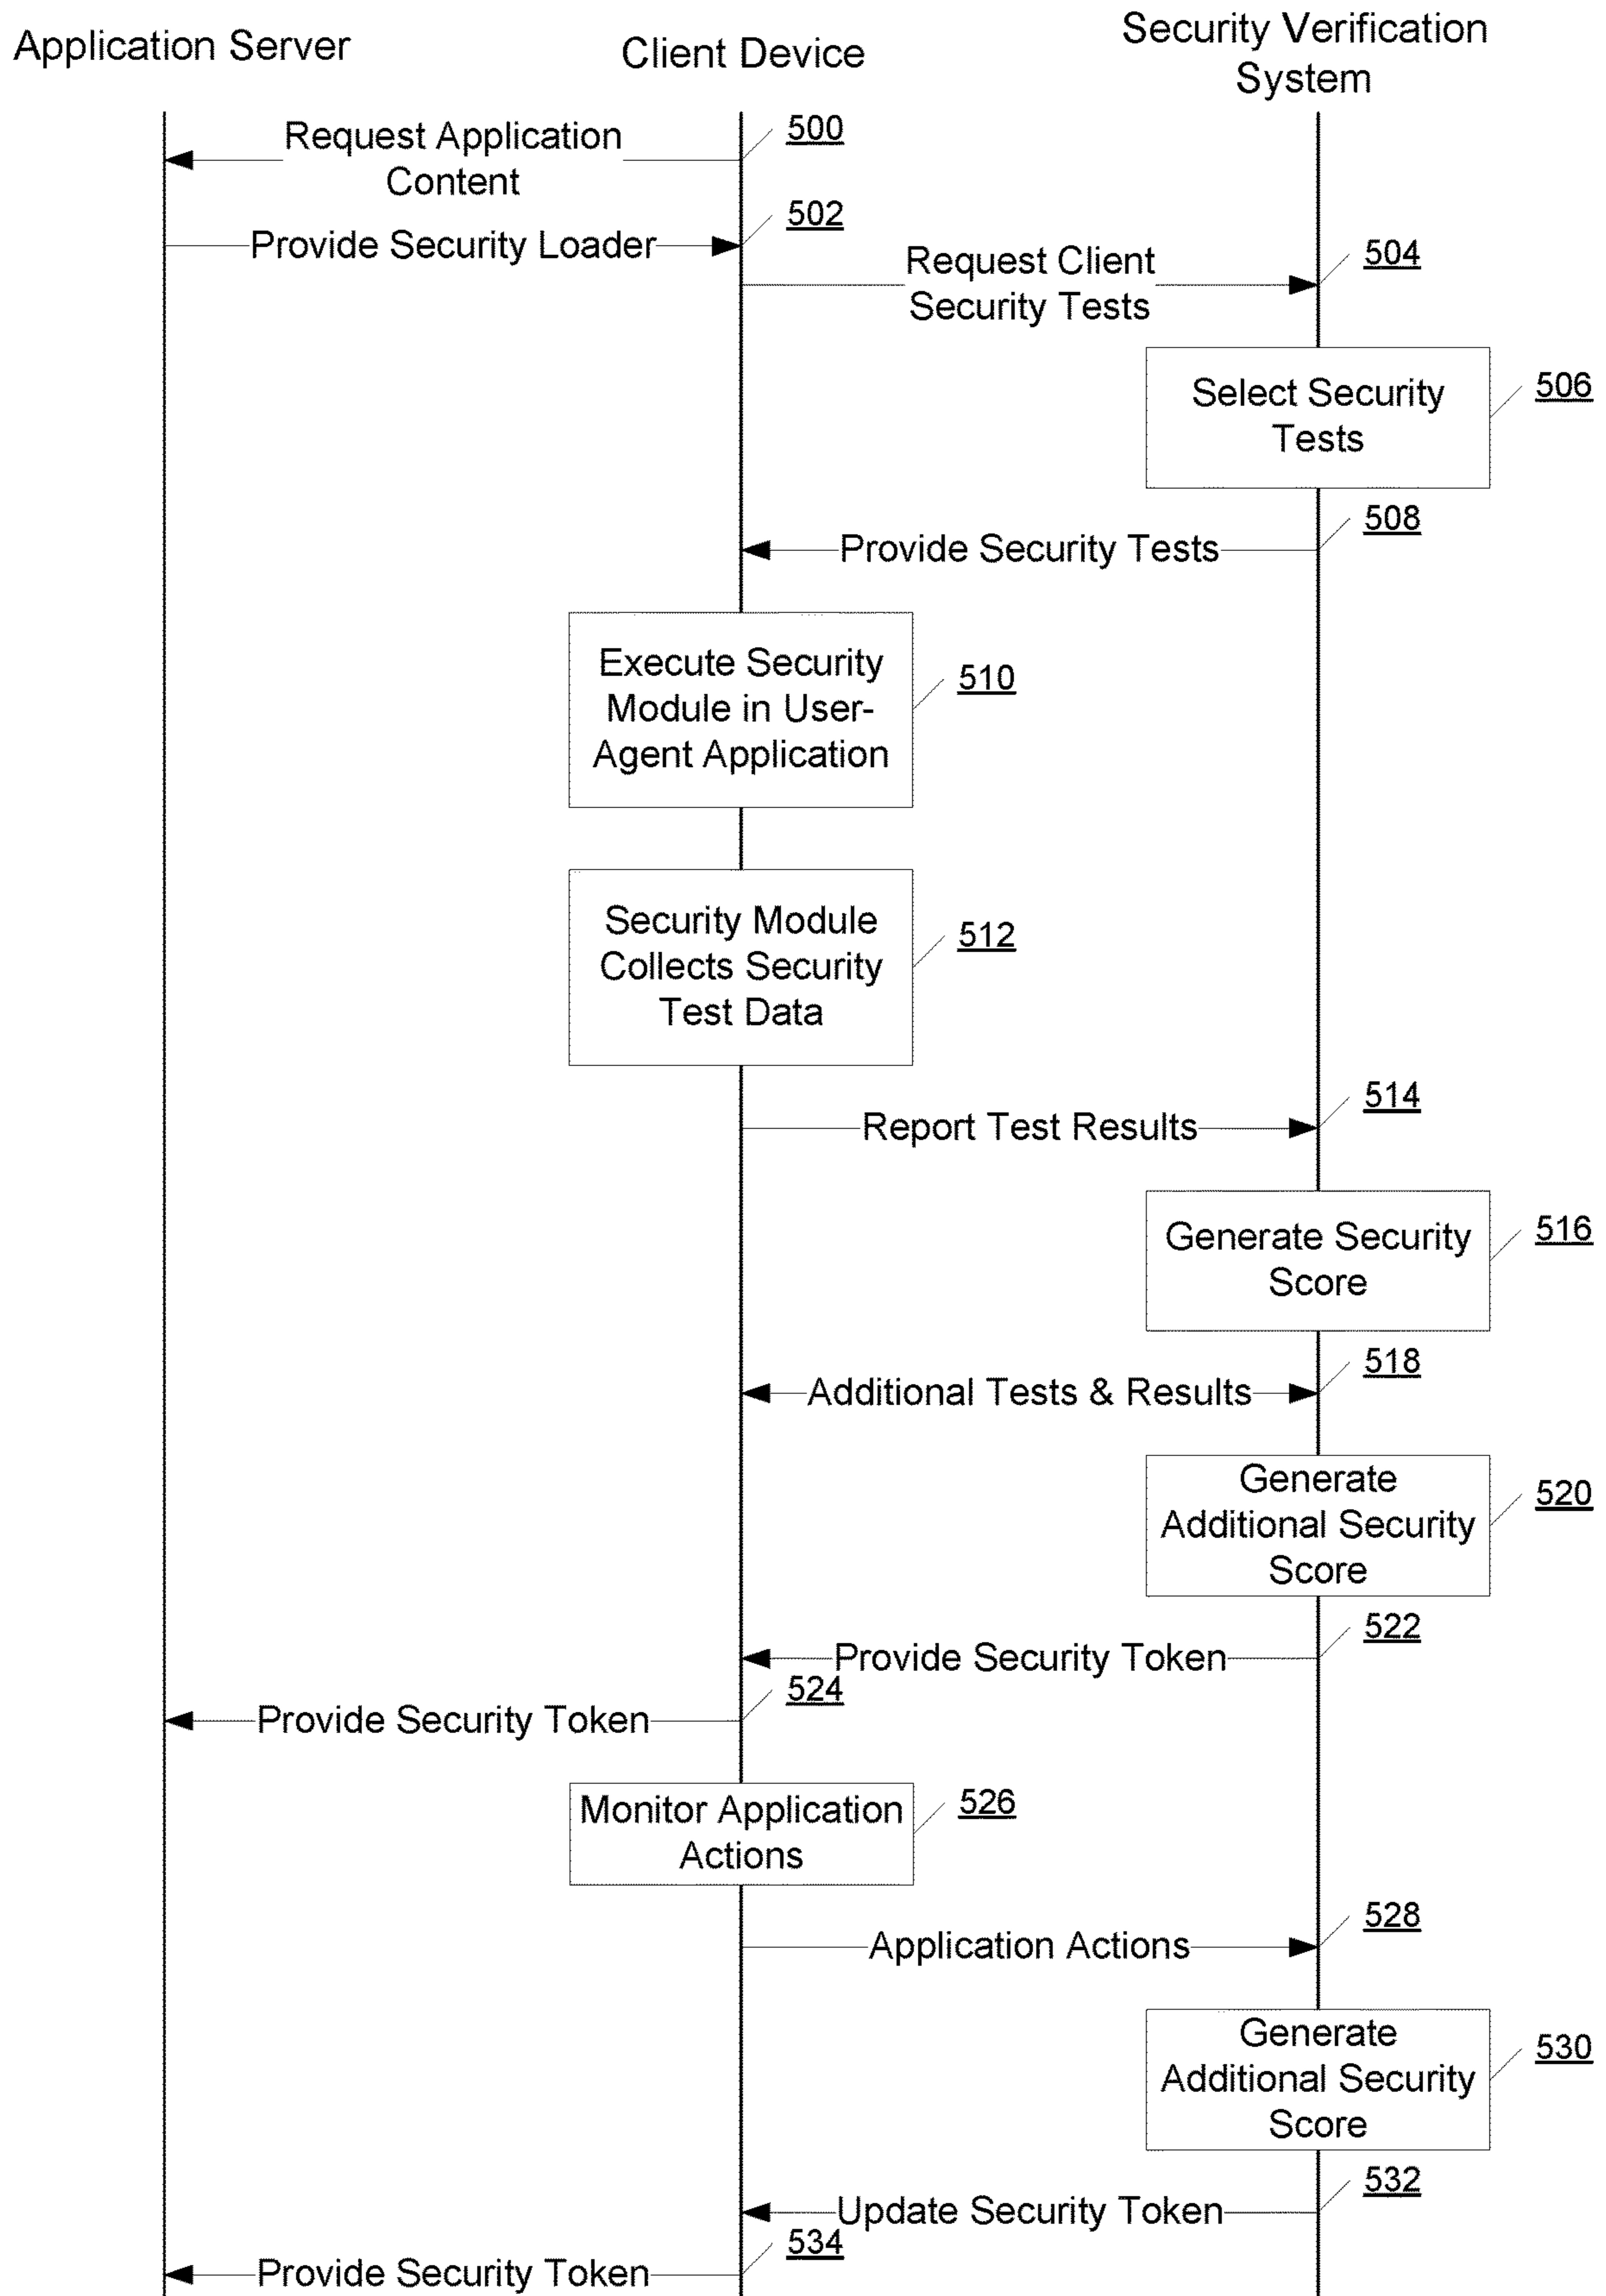 Application Server
Client Device
Security Verification
System
Request Application
Content
500
Provide Security Loader
502
Request Client
Security Tests
504
Select Security
Tests
506
Provide Security Tests
508
Execute Security
Module in User-
Agent Application
510
Security Module
Collects Security
Test Data
512
Report Test Results
514
Generate Security
Score
516
Additional Tests & Results
518
Generate
Additional Security
Score
520
Provide Security Token
522
Provide Security Token
524
Monitor Application
Actions
526
Application Actions
528
Generate
Additional Security
Score
530
Update Security Token
532
Provide Security Token
534